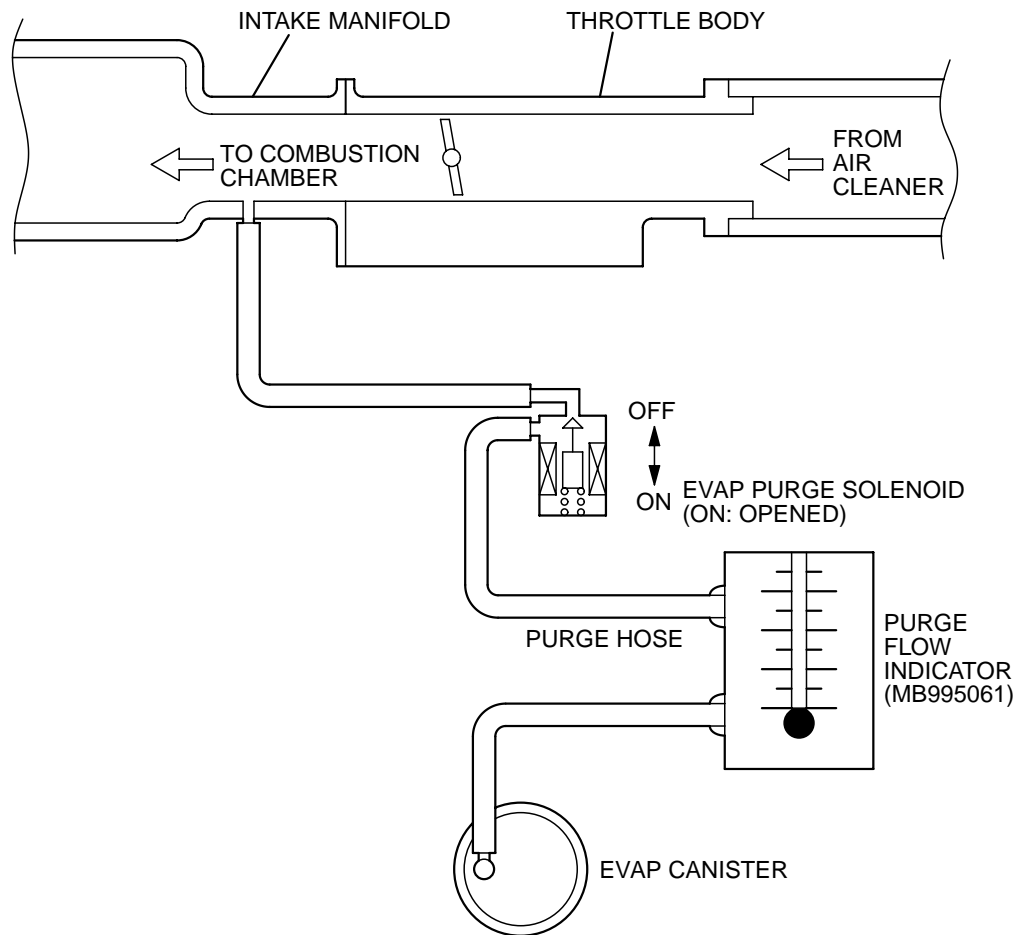 INTAKE MANIFOLD
THROTTLE BODY
TO COMBUSTION
CHAMBER
FROM
AIR
CLEANER
OFF
ON
EVAP PURGE SOLENOID
(ON: OPENED)
PURGE HOSE
PURGE
FLOW
INDICATOR
(MB995061)
EVAP CANISTER